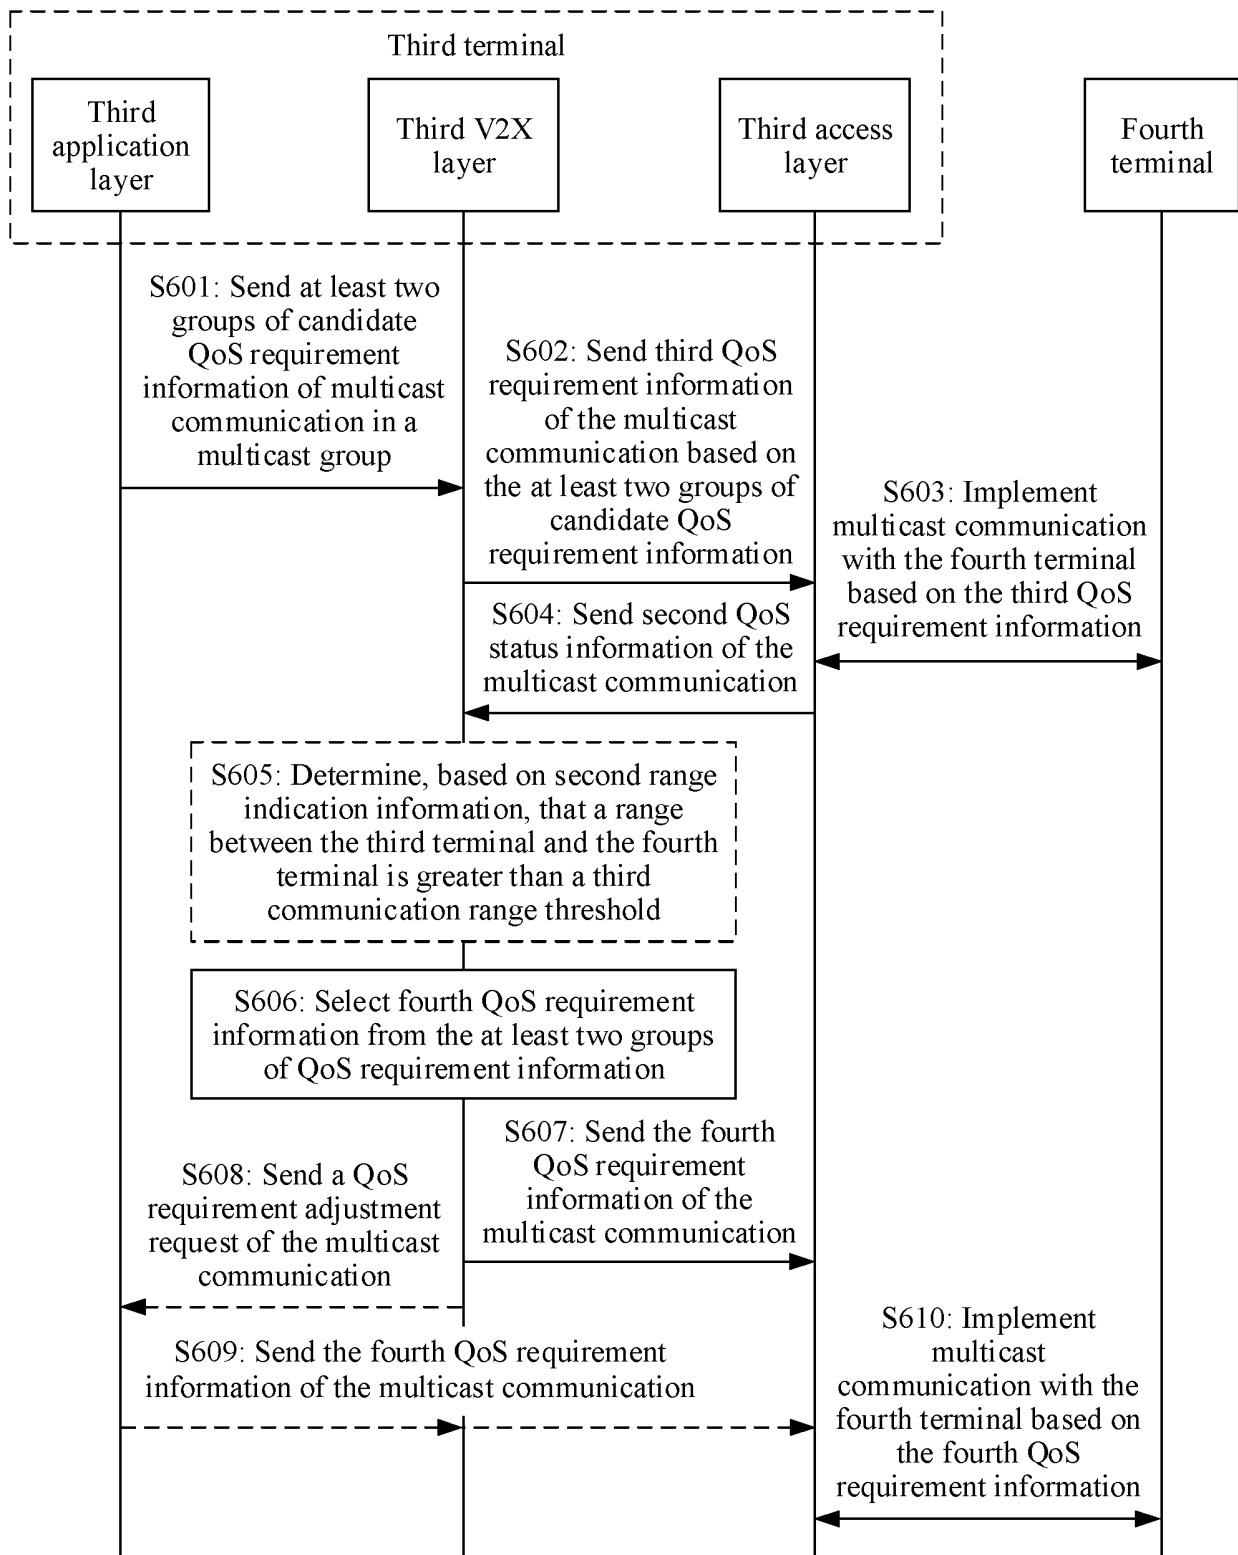 Third terminal
Third
application
layer
Third V2X
layer
Third access
layer
Fourth
terminal
S601: Send at least two
groups of candidate
QoS requirement
information of multicast
communication in a
multicast group
S602: Send third QoS
requirement information
of the multicast
communication based on
the at least two groups of
candidate QoS
requirement information
S603: Implement
multicast communication
with the fourth terminal
based on the third QoS
requirement information
S604: Send second QoS
status information of the
multicast communication
S605: Determine, based on second range
indication information, that a range
between the third terminal and the fourth
terminal is greater than a third
communication range threshold
S606: Select fourth QoS requirement
information from the at least two groups
of QoS requirement information
S607: Send the fourth
QoS requirement
information of the
multicast communication
S608: Send a QoS
requirement adjustment
request of the multicast
communication
S609: Send the fourth QoS requirement
information of the multicast communication
S610: Implement
multicast
communication with the
fourth terminal based on
the fourth QoS
requirement information